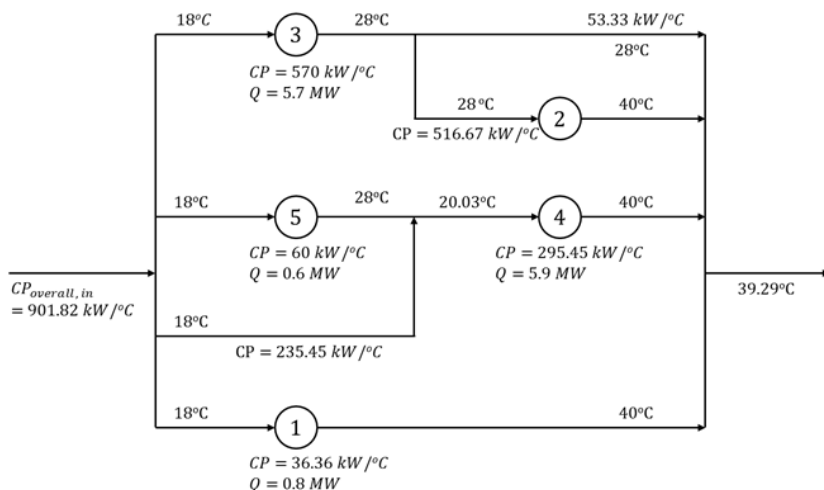 18°C
3
28°C
53.33 kW/°C
28°C
CP = 570 kW/°C
Q = 5.7 MW
28°C
2
40°C
CP = 516.67 kW/°C
18°C
5
28°C
20.03°C
4
40°C
CP = 60 kW/°C
Q = 0.6 MW
CP = 295.45 kW/°C
Q = 5.9 MW
CP_overall, in
= 901.82 kW/°C
39.29°C
18°C
CP = 235.45 kW/°C
18°C
1
40°C
CP = 36.36 kW/°C
Q = 0.8 MW